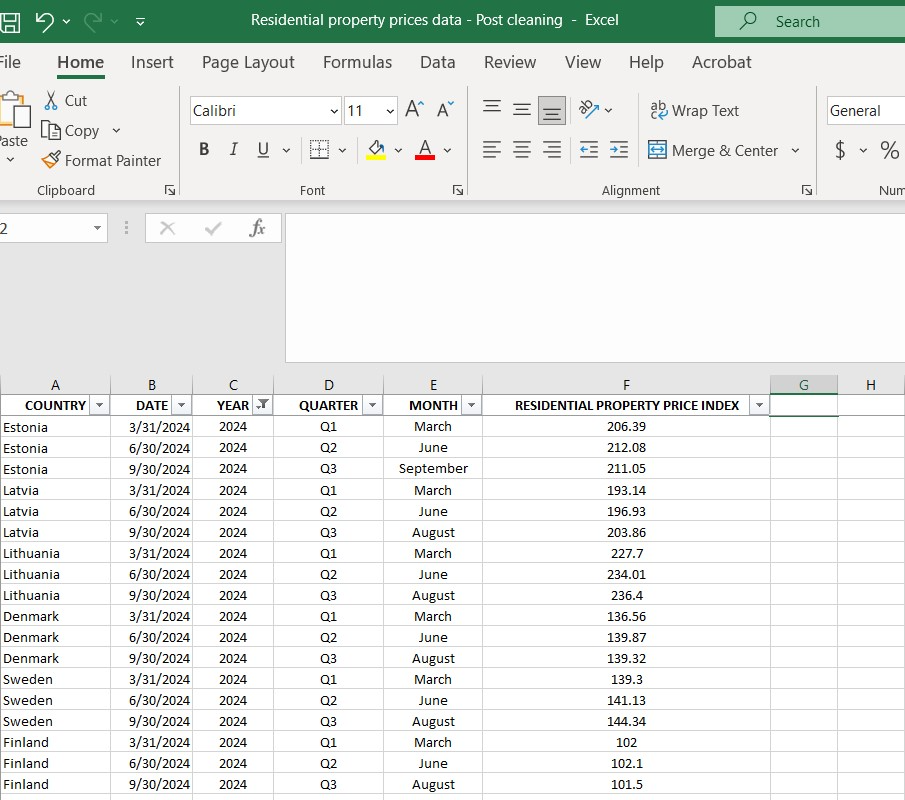 Residential property prices data - Post cleaning - Excel Search
File Home Insert Page Layout Formulas Data Review View Help Acrobat
Cut Calibri 11 A A ab Wrap Text General
Paste Copy B I U A Merge & Center $ %
Format Painter
Clipboard Font Alignment Num
2 fx
A B C D E F G H
COUNTRY DATE YEAR QUARTER MONTH RESIDENTIAL PROPERTY PRICE INDEX
Estonia 3/31/2024 2024 Q1 March 206.39
Estonia 6/30/2024 2024 Q2 June 212.08
Estonia 9/30/2024 2024 Q3 September 211.05
Latvia 3/31/2024 2024 Q1 March 193.14
Latvia 6/30/2024 2024 Q2 June 196.93
Latvia 9/30/2024 2024 Q3 August 203.86
Lithuania 3/31/2024 2024 Q1 March 227.7
Lithuania 6/30/2024 2024 Q2 June 234.01
Lithuania 9/30/2024 2024 Q3 August 236.4
Denmark 3/31/2024 2024 Q1 March 136.56
Denmark 6/30/2024 2024 Q2 June 139.87
Denmark 9/30/2024 2024 Q3 August 139.32
Sweden 3/31/2024 2024 Q1 March 139.3
Sweden 6/30/2024 2024 Q2 June 141.13
Sweden 9/30/2024 2024 Q3 August 144.34
Finland 3/31/2024 2024 Q1 March 102
Finland 6/30/2024 2024 Q2 June 102.1
Finland 9/30/2024 2024 Q3 August 101.5